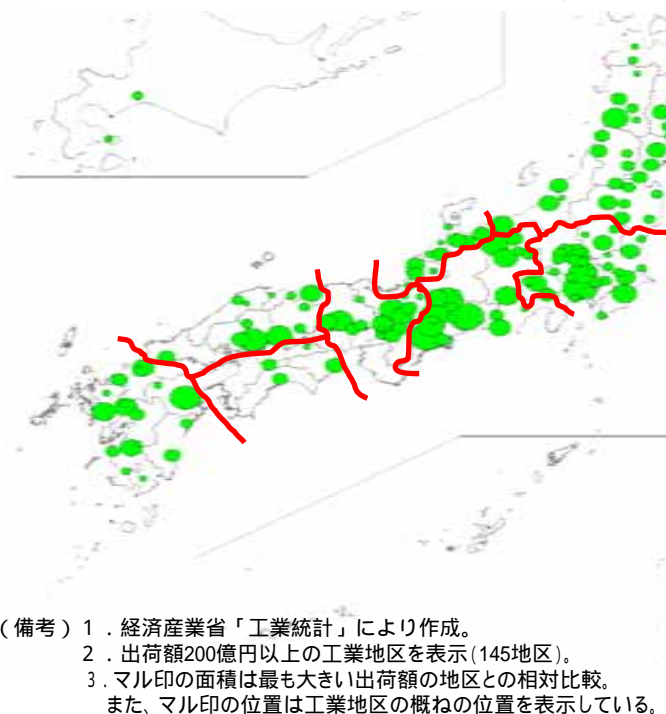 (備考)1．経済産業省「工業統計」により作成。
2．出荷額200億円以上の工業地区を表示(145地区)。
3．マル印の面積は最も大きい出荷額の地区との相対比較。
また、マル印の位置は工業地区の概ねの位置を表示している。